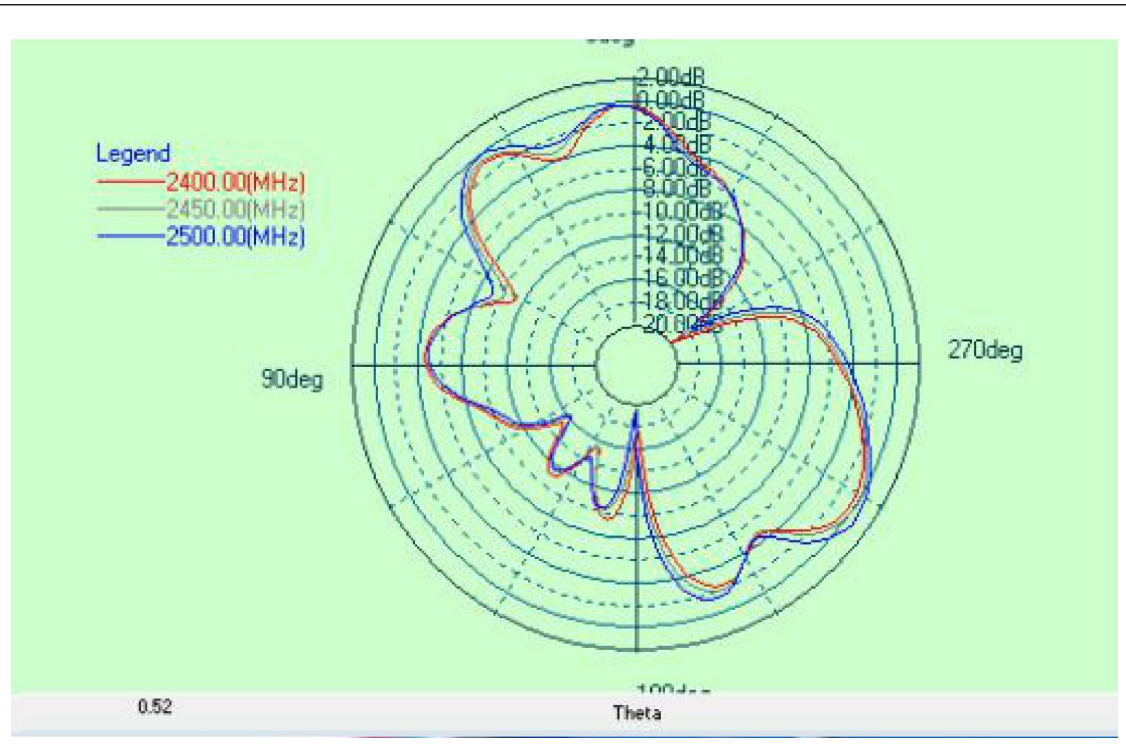 2.00dB
0.00dB
Legend
2.00dB
4.00dB
2400.00(MHz)
6.00dB
8.00dB
2450.00(MHz)
10.00dB
2500.00(MHz)
12.00dB
14.00dB
16.00dB
18.00dB
20.00dB
270deg
90deg
0.52
Theta